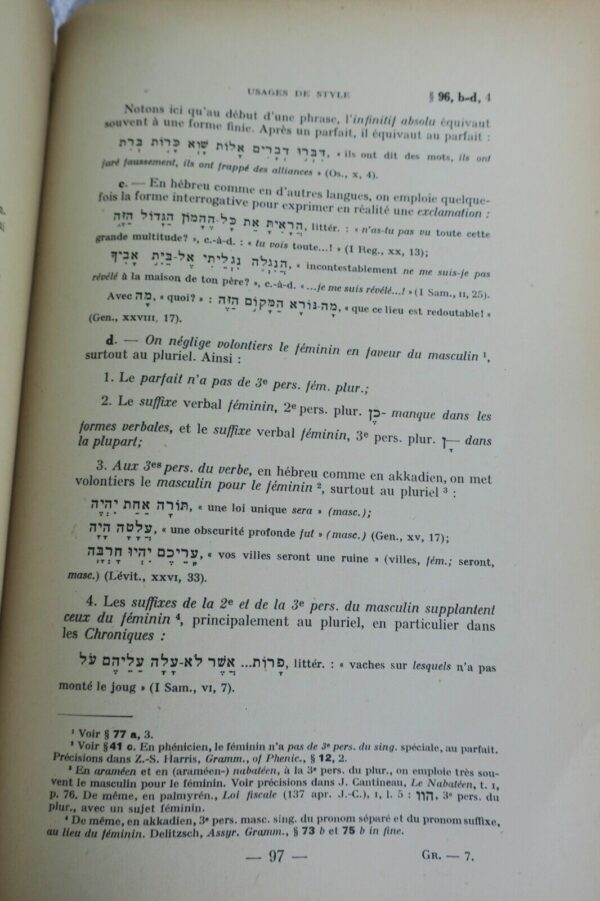 USAGES DE STYLE § 96, b-d, 4
Notons ici qu'au début d'une phrase, l'infinitif absolu équivaut
souvent à une forme finie. Après un parfait, il équivaut au parfait :
דִּבְּרוּ דְבָרִים אָלוֹת שָׁוְא כָּרוֹת בְּרִת, « ils ont dit des mots, ils ont
juré faussement, ils ont frappé des alliances » (Os., x, 4).
c. — En hébreu comme en d'autres langues, on emploie quelque-
fois la forme interrogative pour exprimer en réalité une exclamation :
הֲרָאִיתָ אֵת כָּל־הֶהָמוֹן הַגָּדוֹל הַזֶּה, littér. : « n'as-tu pas vu toute cette
grande multitude? », c.-à-d. : « tu vois toute...! » (I Reg., xx, 13);
הֲנִגְלֹה נִגְלֵיתִי אֶל־בֵּית אָבִיךָ, « incontestablement ne me suis-je pas
révélé à la maison de ton père? », c.-à-d. « ...je me suis révélé...! » (I Sam., II, 25).
Avec מָה, « quoi? » : מַה־נּוֹרָא הַמָּקוֹם הַזֶּה, « que ce lieu est redoutable! »
(Gen., XXVIII, 17).
d. — On néglige volontiers le féminin en faveur du masculin ¹,
surtout au pluriel. Ainsi :
1. Le parfait n'a pas de 3e pers. fém. plur.;
2. Le suffixe verbal féminin, 2e pers. plur. כֶן- manque dans les
formes verbales, et le suffixe verbal féminin, 3e pers. plur. ָן— dans
la plupart;
3. Aux 3es pers. du verbe, en hébreu comme en akkadien, on met
volontiers le masculin pour le féminin ², surtout au pluriel ³ :
תּוֹרָה אַחַת יִהְיֶה, « une loi unique sera » (masc.);
עֲלָטָה הָיָה, « une obscurité profonde fut » (masc.) (Gen., xv, 17);
עָרֵיכֶם יִהְיוּ חָרְבָּה, « vos villes seront une ruine » (villes, fém.; seront,
masc.) (Lévit., XXVI, 33).
4. Les suffixes de la 2e et de la 3e pers. du masculin supplantent
ceux du féminin ⁴, principalement au pluriel, en particulier dans
les Chroniques :
פָּרוֹת... אֲשֶׁר לֹא־עָלָה עֲלֵיהֶם עֹל, littér. : « vaches sur lesquels n'a pas
monté le joug » (I Sam., VI, 7).
¹ Voir § 77 a, 3.
² Voir § 41 c. En phénicien, le féminin n'a pas de 3e pers. du sing. spéciale, au parfait.
Précisions dans Z.-S. Harris, Gramm., of Phenic., § 12, 2.
³ En araméen et en (araméen-) nabatéen, à la 3e pers. du plur., on emploie très sou-
vent le masculin pour le féminin. Voir précisions dans J. Cantineau, Le Nabatéen, t. I,
p. 76. De même, en palmyrén., Loi fiscale (137 apr. J.-C.), I, l. 5 : הוו, 3e pers. du
plur., avec un sujet féminin.
⁴ De même, en akkadien, 3e pers. masc. sing. du pronom séparé et du pronom suffixe,
au lieu du féminin. Delitzsch, Assyr. Gramm., § 73 b et 75 b in fine.
— 97 — GR. — 7.